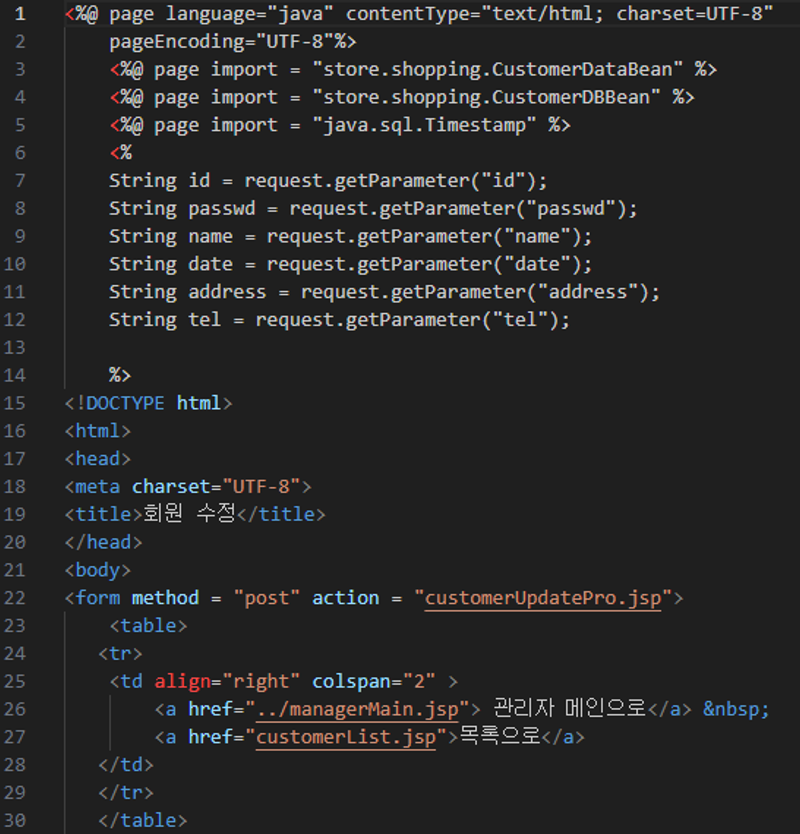 1 <%@ page language="java" contentType="text/html; charset=UTF-8"
2 pageEncoding="UTF-8"%>
3 <%@ page import = "store.shopping.CustomerDataBean" %>
4 <%@ page import = "store.shopping.CustomerDBBean" %>
5 <%@ page import = "java.sql.Timestamp" %>
6 <%
7 String id = request.getParameter("id");
8 String passwd = request.getParameter("passwd");
9 String name = request.getParameter("name");
10 String date = request.getParameter("date");
11 String address = request.getParameter("address");
12 String tel = request.getParameter("tel");
13
14 %>
15 <!DOCTYPE html>
16 <html>
17 <head>
18 <meta charset="UTF-8">
19 <title>회원 수정</title>
20 </head>
21 <body>
22 <form method = "post" action = "customerUpdatePro.jsp">
23 <table>
24 <tr>
25 <td align="right" colspan="2" >
26 <a href="../managerMain.jsp"> 관리자 메인으로</a> &nbsp;
27 <a href="customerList.jsp">목록으로</a>
28 </td>
29 </tr>
30 </table>